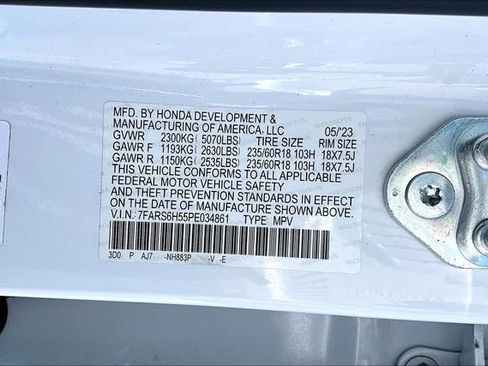 MFD. BY HONDA DEVELOPMENT &
MANUFACTURING OF AMERICA, LLC 05/'23
GVWR 2300KG( 5070LBS) TIRE SIZE RIM SIZE
GAWR F 1193KG( 2630LBS) 235/60R18 103H 18X7.5J
GAWR R 1150KG( 2535LBS) 235/60R18 103H 18X7.5J
THIS VEHICLE CONFORMS TO ALL APPLICABLE
FEDERAL MOTOR VEHICLE SAFETY
AND THEFT PREVENTION STANDARDS IN
EFFECT ON THE
DATE OF MANUFACTURE SHOWN ABOVE.
V.I.N.: 7FARS6H55PE034861 TYPE: MPV
3D0 P AJ7 -NH883P -V -E